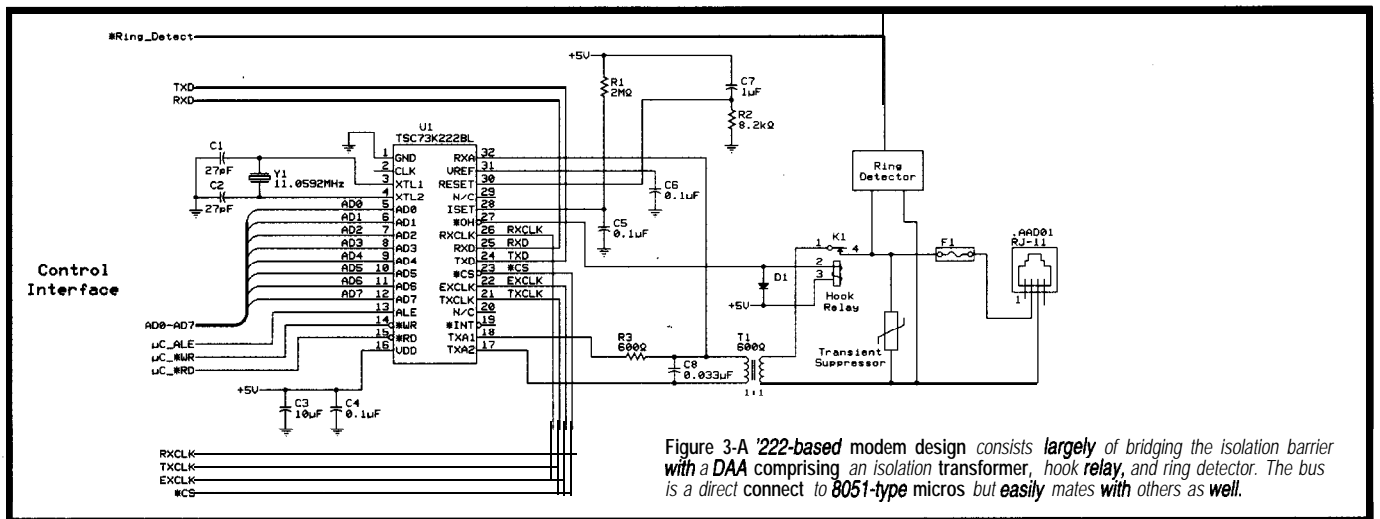 *Ring_Detect
TXD
RXD
+5V
R1
2MΩ
C7
1µF
R2
8.2kΩ
U1
TSC73K222BL
C1
27pF
C2
27pF
Y1
11.0592MHz
1 GND
2 CLK
3 XTL1
4 XTL2
AD0 5 AD0
AD1 6 AD1
AD2 7 AD2
AD3 8 AD3
AD4 9 AD4
AD5 10 AD5
AD6 11 AD6
AD7 12 AD7
13 ALE
14 *WR
15 *RD
16 VDD
RXA 32
VREF 31
RESET 30
N/C 29
ISET 28
*OH 27
RXCLK 26 RXCLK
RXD 25 RXD
TXD 24 TXD
*CS 23 *CS
EXCLK 22 EXCLK
TXCLK 21 TXCLK
N/C 20
*INT 19
TXA1 18
TXA2 17
C6
0.1µF
C5
0.1µF
Control
Interface
AD0-AD7
µC_ALE
µC_*WR
µC_*RD
+5V
C3
10µF
C4
0.1µF
RXCLK
TXCLK
EXCLK
*CS
R3
600Ω
C8
0.033µF
T1
600Ω
1:1
D1
+5V
1 K1 4
2
3
Hook
Relay
Ring
Detector
Transient
Suppressor
F1
.AAD01
RJ-11
1
Figure 3-A '222-based modem design consists largely of bridging the isolation barrier
with a DAA comprising an isolation transformer, hook relay, and ring detector. The bus
is a direct connect to 8051-type micros but easily mates with others as well.